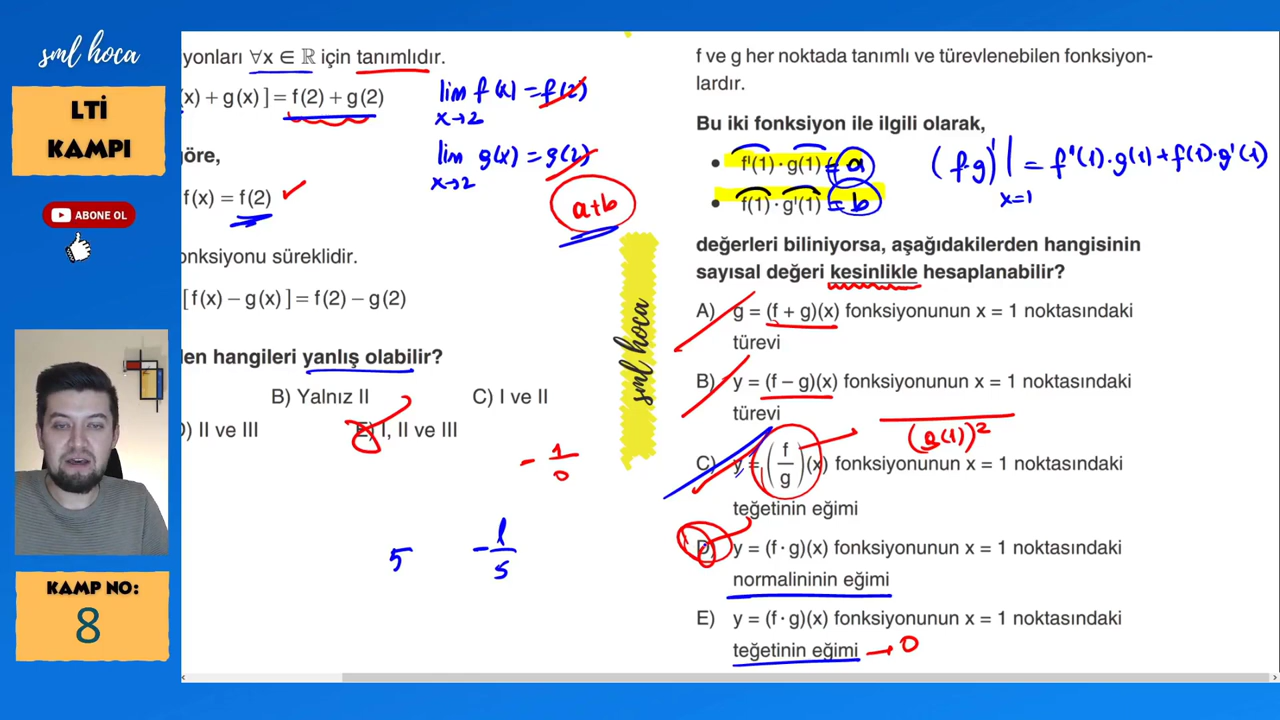 sml hoca
LTİ
KAMPI
ABONE OL
KAMP NO:
8
yonları ∀x ∈ ℝ için tanımlıdır.
(x) + g(x) ] = f(2) + g(2)
göre,
f(x) = f(2)
onksiyonu süreklidir.
[ f(x) – g(x) ] = f(2) – g(2)
den hangileri yanlış olabilir?
B) Yalnız II
C) I ve II
D) II ve III
E) I, II ve III
lim f(x) = f(2)
x→2
lim g(x) = g(2)
x→2
a+b
- 1/0
5
- 1/5
sml hoca
f ve g her noktada tanımlı ve türevlenebilen fonksiyon-
lardır.
Bu iki fonksiyon ile ilgili olarak,
• f'(1) · g(1) = a
• f(1) · g'(1) = b
(f·g)' | = f'(1)·g(1) + f(1)·g'(1)
x=1
değerleri biliniyorsa, aşağıdakilerden hangisinin
sayısal değeri kesinlikle hesaplanabilir?
A) g = (f + g)(x) fonksiyonunun x = 1 noktasındaki
türevi
B) y = (f – g)(x) fonksiyonunun x = 1 noktasındaki
türevi
(g(1))²
C) y = (f/g)(x) fonksiyonunun x = 1 noktasındaki
teğetinin eğimi
D) y = (f · g)(x) fonksiyonunun x = 1 noktasındaki
normalininin eğimi
E) y = (f · g)(x) fonksiyonunun x = 1 noktasındaki
teğetinin eğimi → 0